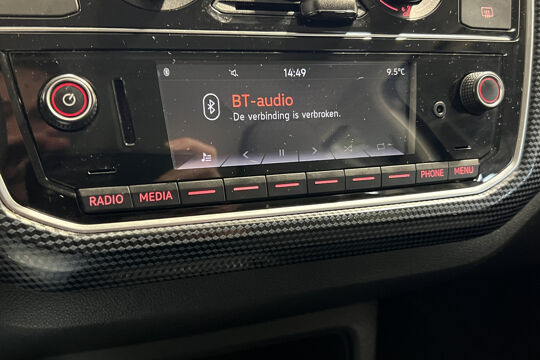 14:49
9.5°C
BT-audio
De verbinding is verbroken.
RADIO
MEDIA
PHONE
MENU